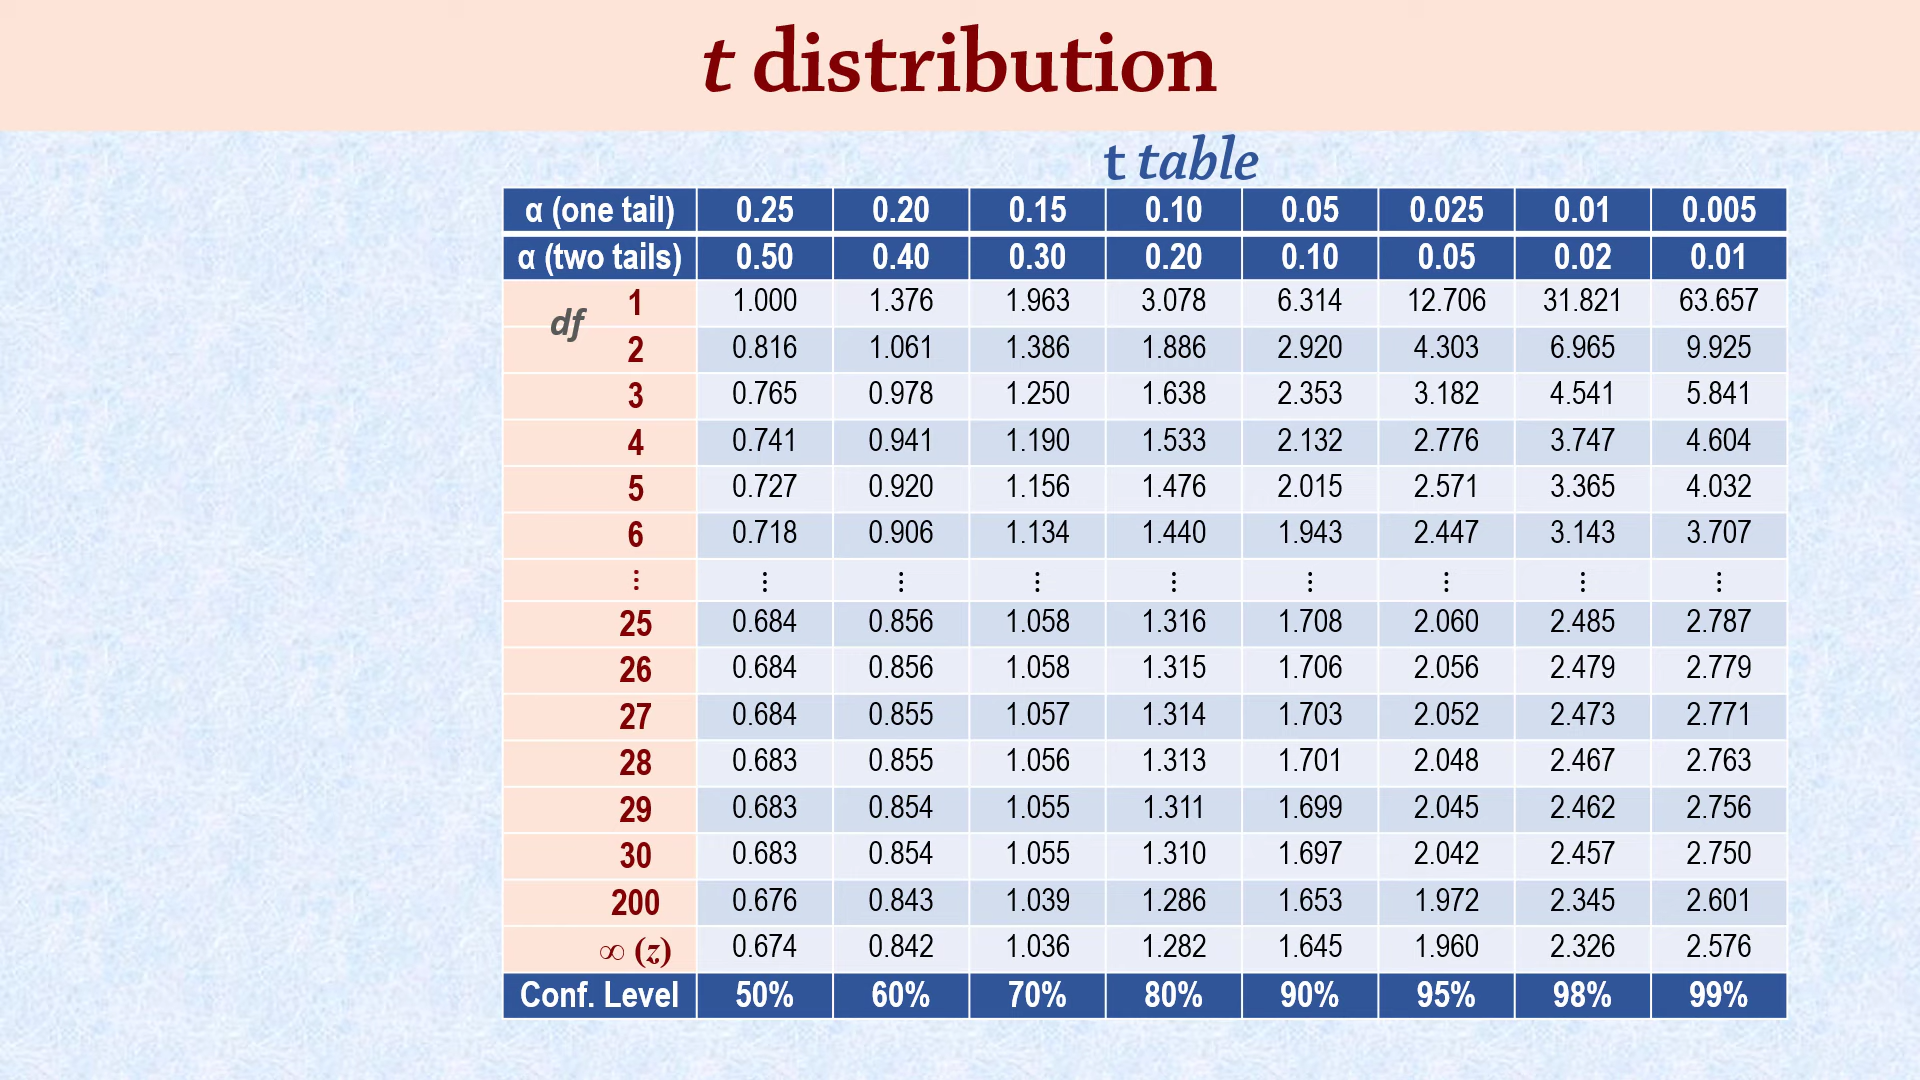 t distribution
t table
α (one tail) 0.25 0.20 0.15 0.10 0.05 0.025 0.01 0.005
α (two tails) 0.50 0.40 0.30 0.20 0.10 0.05 0.02 0.01
df
1 1.000 1.376 1.963 3.078 6.314 12.706 31.821 63.657
2 0.816 1.061 1.386 1.886 2.920 4.303 6.965 9.925
3 0.765 0.978 1.250 1.638 2.353 3.182 4.541 5.841
4 0.741 0.941 1.190 1.533 2.132 2.776 3.747 4.604
5 0.727 0.920 1.156 1.476 2.015 2.571 3.365 4.032
6 0.718 0.906 1.134 1.440 1.943 2.447 3.143 3.707
⋮ ⋮ ⋮ ⋮ ⋮ ⋮ ⋮ ⋮ ⋮
25 0.684 0.856 1.058 1.316 1.708 2.060 2.485 2.787
26 0.684 0.856 1.058 1.315 1.706 2.056 2.479 2.779
27 0.684 0.855 1.057 1.314 1.703 2.052 2.473 2.771
28 0.683 0.855 1.056 1.313 1.701 2.048 2.467 2.763
29 0.683 0.854 1.055 1.311 1.699 2.045 2.462 2.756
30 0.683 0.854 1.055 1.310 1.697 2.042 2.457 2.750
200 0.676 0.843 1.039 1.286 1.653 1.972 2.345 2.601
∞ (z) 0.674 0.842 1.036 1.282 1.645 1.960 2.326 2.576
Conf. Level 50% 60% 70% 80% 90% 95% 98% 99%